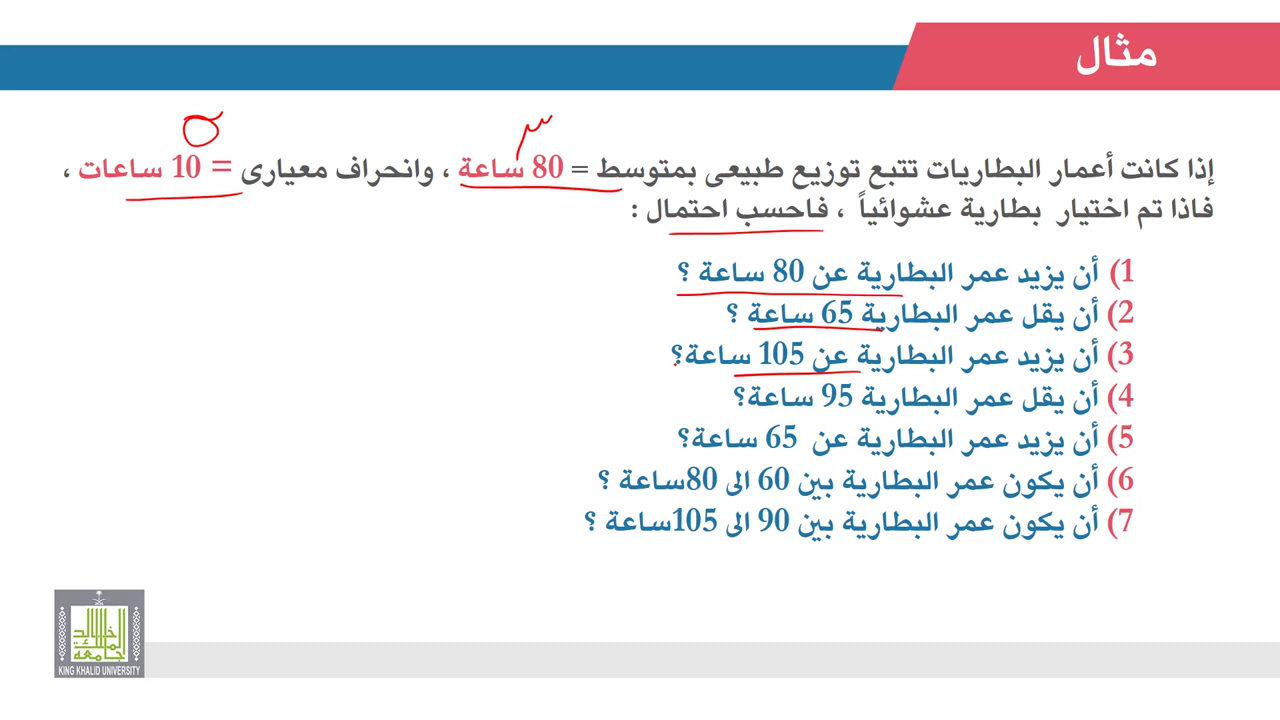 مثال
σ
μ
إذا كانت أعمار البطاريات تتبع توزيع طبيعى بمتوسط = 80 ساعة ، وانحراف معيارى = 10 ساعات ،
فاذا تم اختيار بطارية عشوائياً ، فاحسب احتمال :
1) أن يزيد عمر البطارية عن 80 ساعة ؟
2) أن يقل عمر البطارية 65 ساعة ؟
3) أن يزيد عمر البطارية عن 105 ساعة؟
4) أن يقل عمر البطارية 95 ساعة؟
5) أن يزيد عمر البطارية عن 65 ساعة؟
6) أن يكون عمر البطارية بين 60 الى 80ساعة ؟
7) أن يكون عمر البطارية بين 90 الى 105ساعة ؟
جامعة الملك خالد
KING KHALID UNIVERSITY